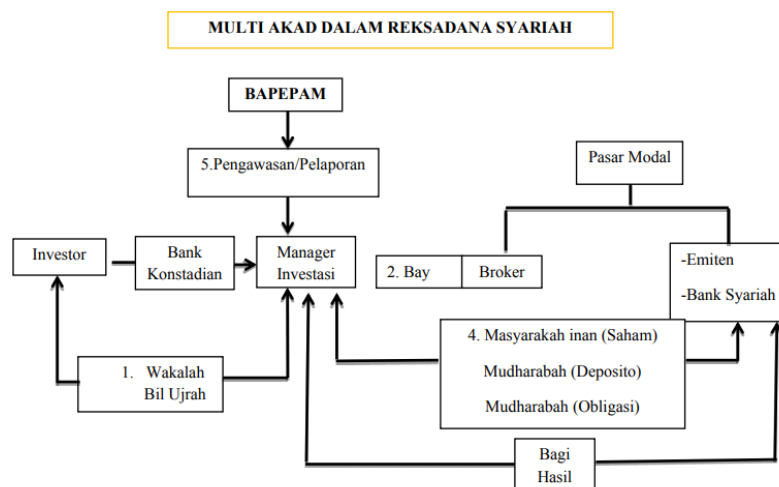 MULTI AKAD DALAM REKSADANA SYARIAH
BAPEPAM
5.Pengawasan/Pelaporan
Pasar Modal
Investor
Bank
Konstadian
Manager
Investasi
2. Bay
Broker
-Emiten
-Bank Syariah
1. Wakalah
Bil Ujrah
4. Masyarakah inan (Saham)
Mudharabah (Deposito)
Mudharabah (Obligasi)
Bagi
Hasil